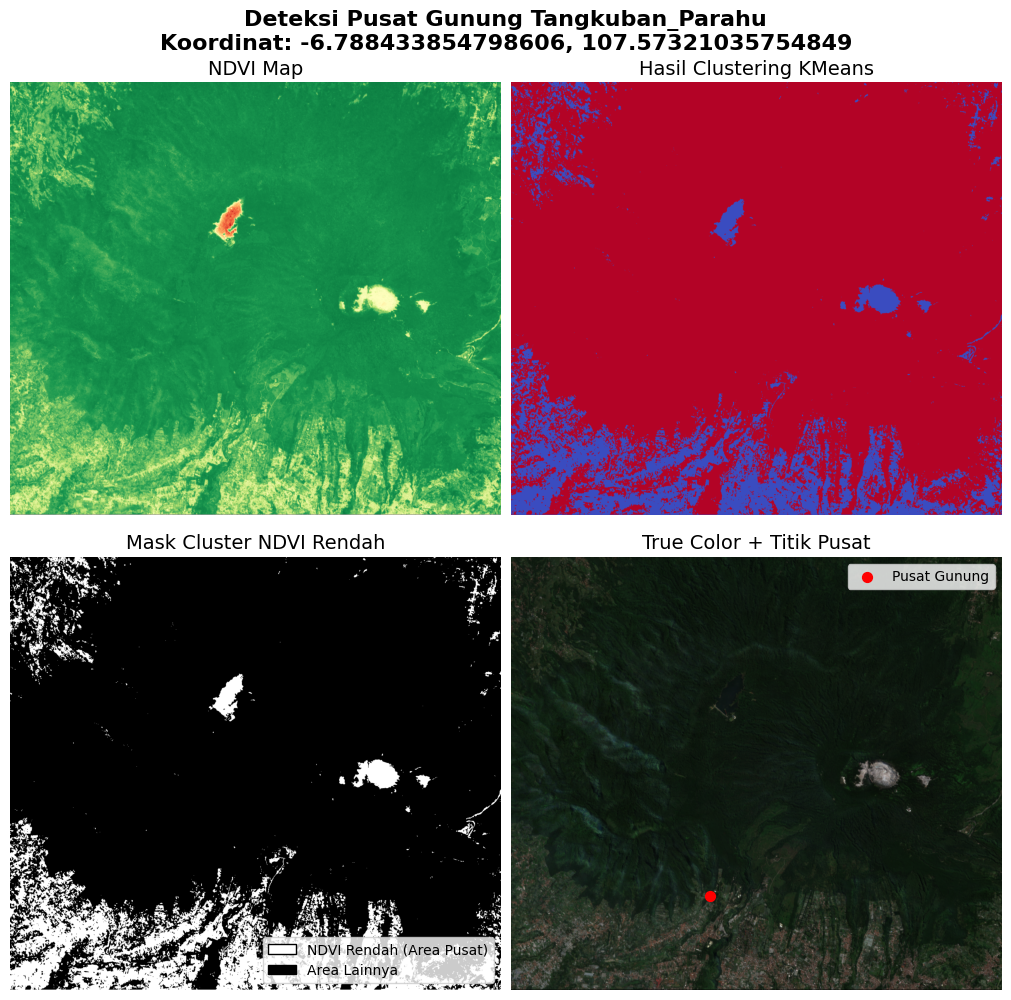 Deteksi Pusat Gunung Tangkuban_Parahu
Koordinat: -6.788433854798606, 107.57321035754849
NDVI Map
Hasil Clustering KMeans
Mask Cluster NDVI Rendah
True Color + Titik Pusat
Pusat Gunung
NDVI Rendah (Area Pusat)
Area Lainnya